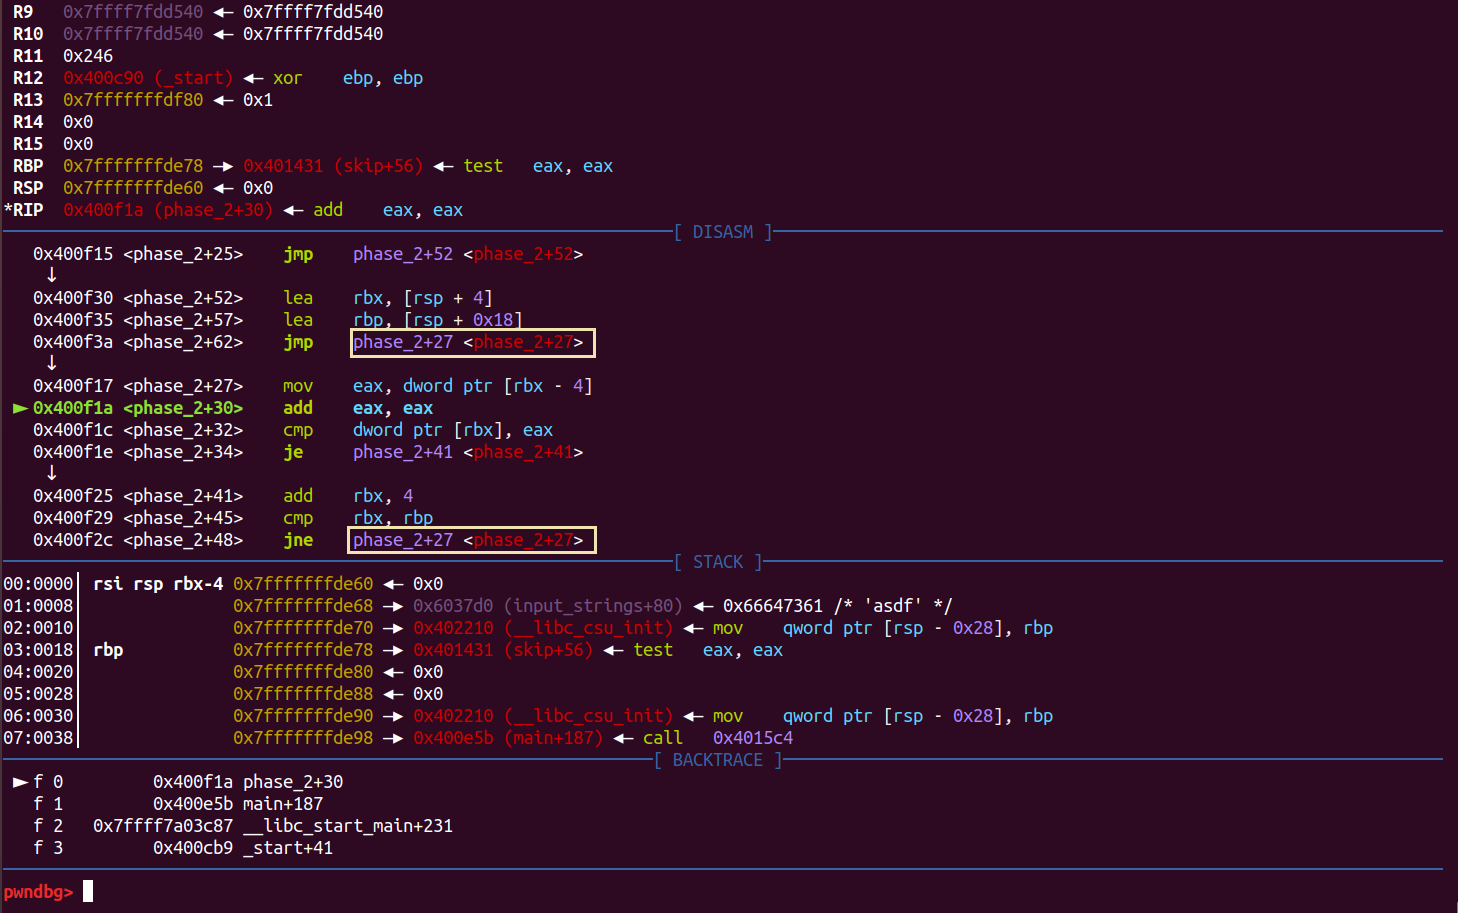 R9 0x7ffff7fdd540 ◂— 0x7ffff7fdd540
R10 0x7ffff7fdd540 ◂— 0x7ffff7fdd540
R11 0x246
R12 0x400c90 (_start) ◂— xor ebp, ebp
R13 0x7fffffffdf80 ◂— 0x1
R14 0x0
R15 0x0
RBP 0x7fffffffde78 —▸ 0x401431 (skip+56) ◂— test eax, eax
RSP 0x7fffffffde60 ◂— 0x0
*RIP 0x400f1a (phase_2+30) ◂— add eax, eax
[ DISASM ]
0x400f15 <phase_2+25> jmp phase_2+52 <phase_2+52>
↓
0x400f30 <phase_2+52> lea rbx, [rsp + 4]
0x400f35 <phase_2+57> lea rbp, [rsp + 0x18]
0x400f3a <phase_2+62> jmp phase_2+27 <phase_2+27>
↓
0x400f17 <phase_2+27> mov eax, dword ptr [rbx - 4]
► 0x400f1a <phase_2+30> add eax, eax
0x400f1c <phase_2+32> cmp dword ptr [rbx], eax
0x400f1e <phase_2+34> je phase_2+41 <phase_2+41>
↓
0x400f25 <phase_2+41> add rbx, 4
0x400f29 <phase_2+45> cmp rbx, rbp
0x400f2c <phase_2+48> jne phase_2+27 <phase_2+27>
[ STACK ]
00:0000│ rsi rsp rbx-4 0x7fffffffde60 ◂— 0x0
01:0008│ 0x7fffffffde68 —▸ 0x6037d0 (input_strings+80) ◂— 0x66647361 /* 'asdf' */
02:0010│ 0x7fffffffde70 —▸ 0x402210 (__libc_csu_init) ◂— mov qword ptr [rsp - 0x28], rbp
03:0018│ rbp 0x7fffffffde78 —▸ 0x401431 (skip+56) ◂— test eax, eax
04:0020│ 0x7fffffffde80 ◂— 0x0
05:0028│ 0x7fffffffde88 ◂— 0x0
06:0030│ 0x7fffffffde90 —▸ 0x402210 (__libc_csu_init) ◂— mov qword ptr [rsp - 0x28], rbp
07:0038│ 0x7fffffffde98 —▸ 0x400e5b (main+187) ◂— call 0x4015c4
[ BACKTRACE ]
► f 0 0x400f1a phase_2+30
f 1 0x400e5b main+187
f 2 0x7ffff7a03c87 __libc_start_main+231
f 3 0x400cb9 _start+41
pwndbg>